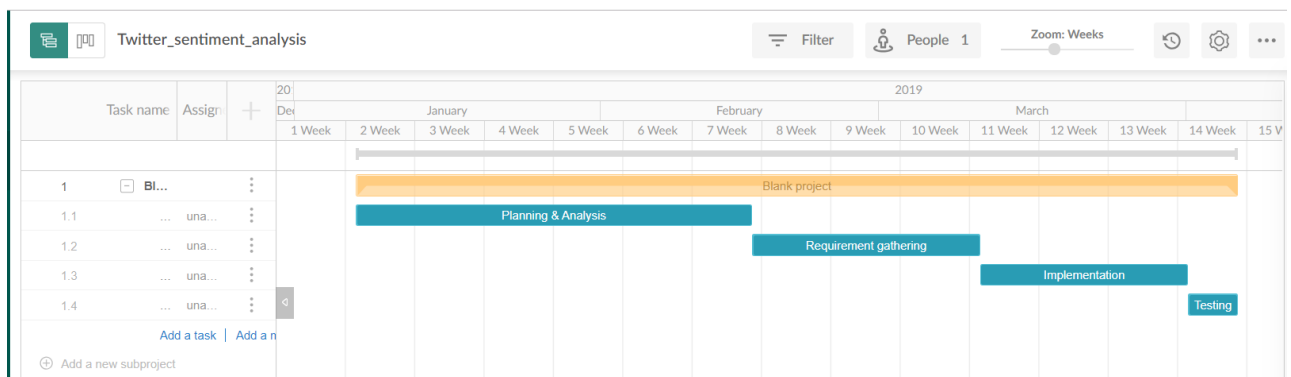 Twitter_sentiment_analysis Filter People 1 Zoom: Weeks
20 2019
Task name Assign Dec January February March
1 Week 2 Week 3 Week 4 Week 5 Week 6 Week 7 Week 8 Week 9 Week 10 Week 11 Week 12 Week 13 Week 14 Week 15 W
1 Bl... Blank project
1.1 ... una... Planning & Analysis
1.2 ... una... Requirement gathering
1.3 ... una... Implementation
1.4 ... una... Testing
Add a task | Add a n
Add a new subproject